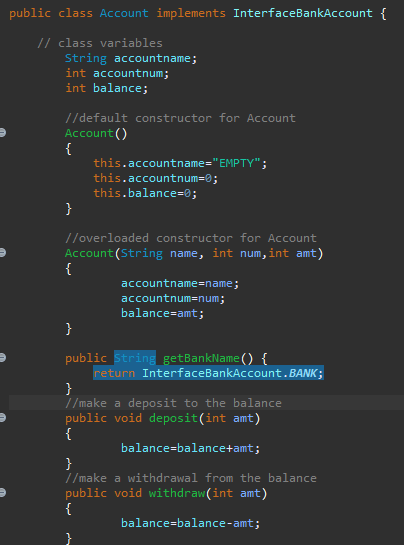 public class Account implements InterfaceBankAccount {
// class variables
String accountname;
int accountnum;
int balance;
//default constructor for Account
Account()
{
this.accountname="EMPTY";
this.accountnum=0;
this.balance=0;
}
//overloaded constructor for Account
Account(String name, int num,int amt)
{
accountname=name;
accountnum=num;
balance=amt;
}
public String getBankName() {
return InterfaceBankAccount.BANK;
}
//make a deposit to the balance
public void deposit(int amt)
{
balance=balance+amt;
}
//make a withdrawal from the balance
public void withdraw(int amt)
{
balance=balance-amt;
}